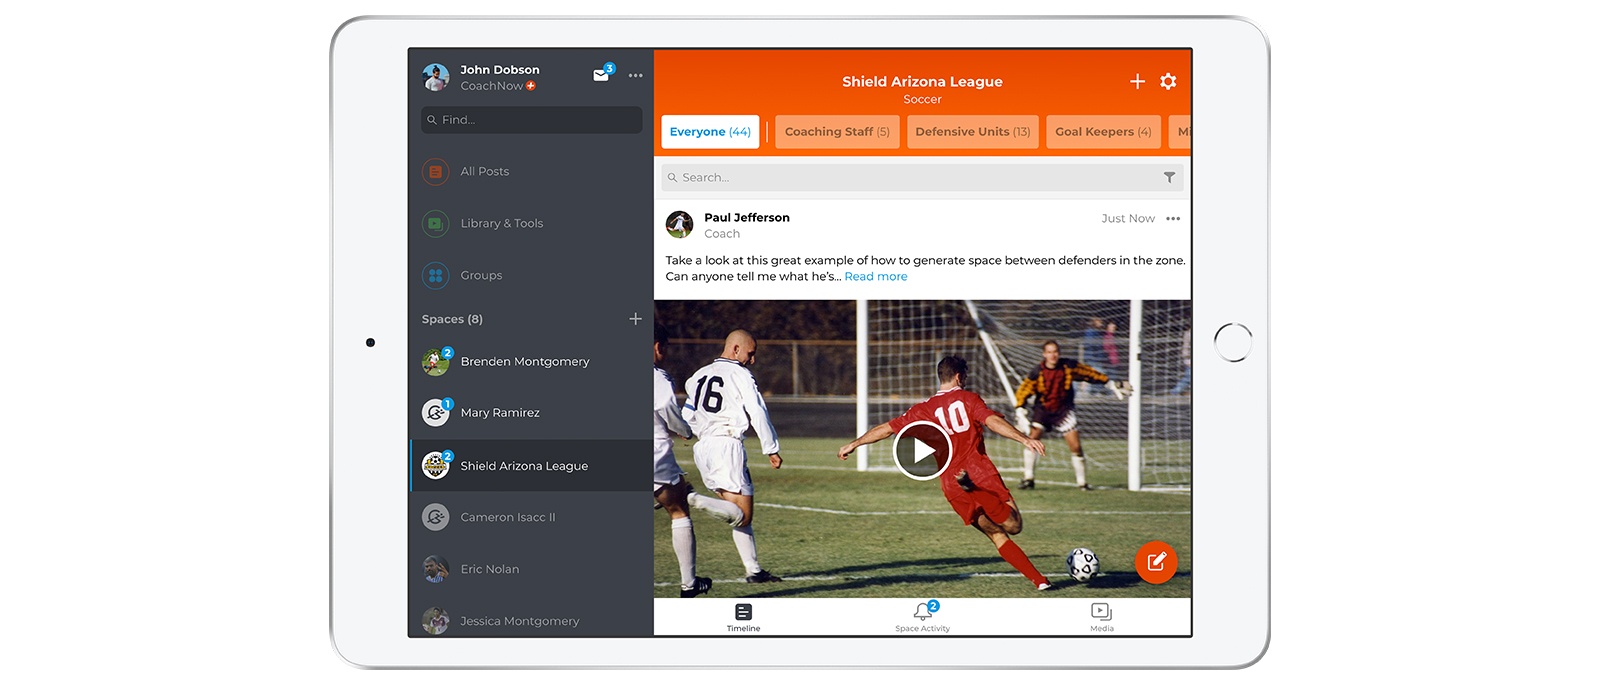 John Dobson
CoachNow
3
Find...
All Posts
Library & Tools
Groups
Spaces (8)
2
Brenden Montgomery
1
Mary Ramirez
2
Shield Arizona League
Cameron Isacc II
Eric Nolan
Jessica Montgomery
Shield Arizona League
Soccer
Everyone (44)
Coaching Staff (5)
Defensive Units (13)
Goal Keepers (4)
Mi
Search...
Paul Jefferson
Coach
Just Now
Take a look at this great example of how to generate space between defenders in the zone.
Can anyone tell me what he's... Read more
16
10
Timeline
2
Space Activity
Media